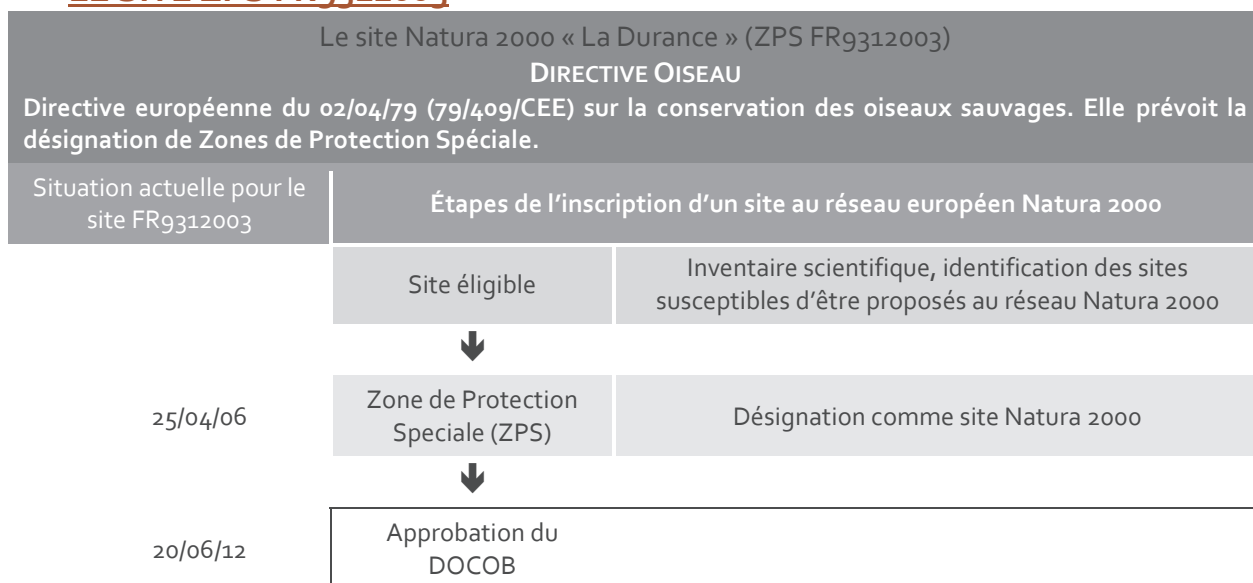 Le site Natura 2000 « La Durance » (ZPS FR9312003)
DIRECTIVE OISEAU
Directive européenne du 02/04/79 (79/409/CEE) sur la conservation des oiseaux sauvages. Elle prévoit la
désignation de Zones de Protection Spéciale.
Situation actuelle pour le
site FR9312003
Étapes de l'inscription d'un site au réseau européen Natura 2000
Site éligible
Inventaire scientifique, identification des sites
susceptibles d'être proposés au réseau Natura 2000
25/04/06
Zone de Protection
Speciale (ZPS)
Désignation comme site Natura 2000
20/06/12
Approbation du
DOCOB